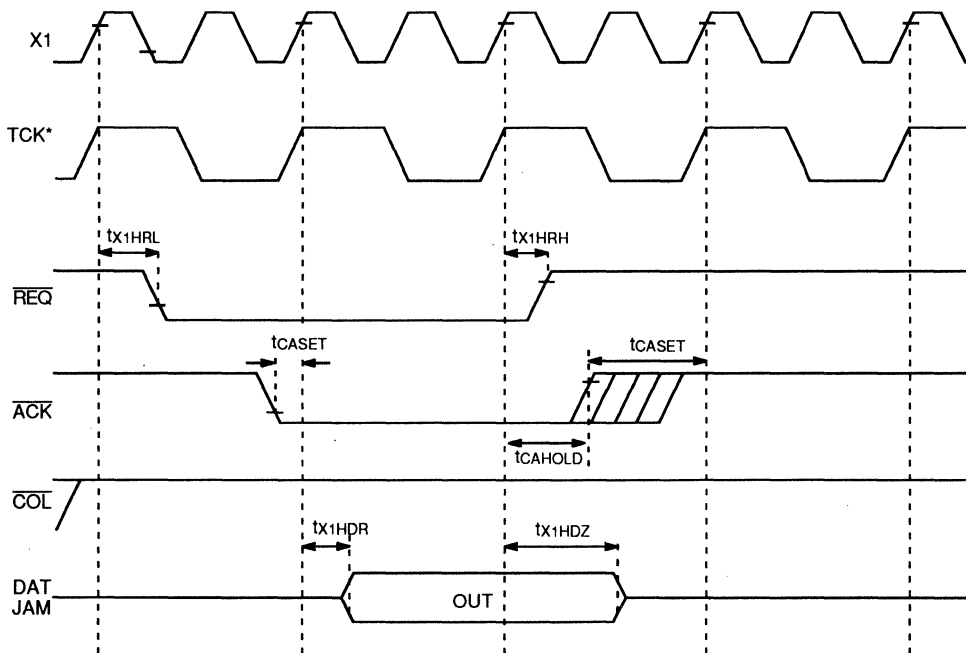 X1
TCK*
tX1HRL
tX1HRH
REQ
tCASET
tCASET
ACK
tCAHOLD
COL
tX1HDR
tX1HDZ
DAT
JAM
OUT